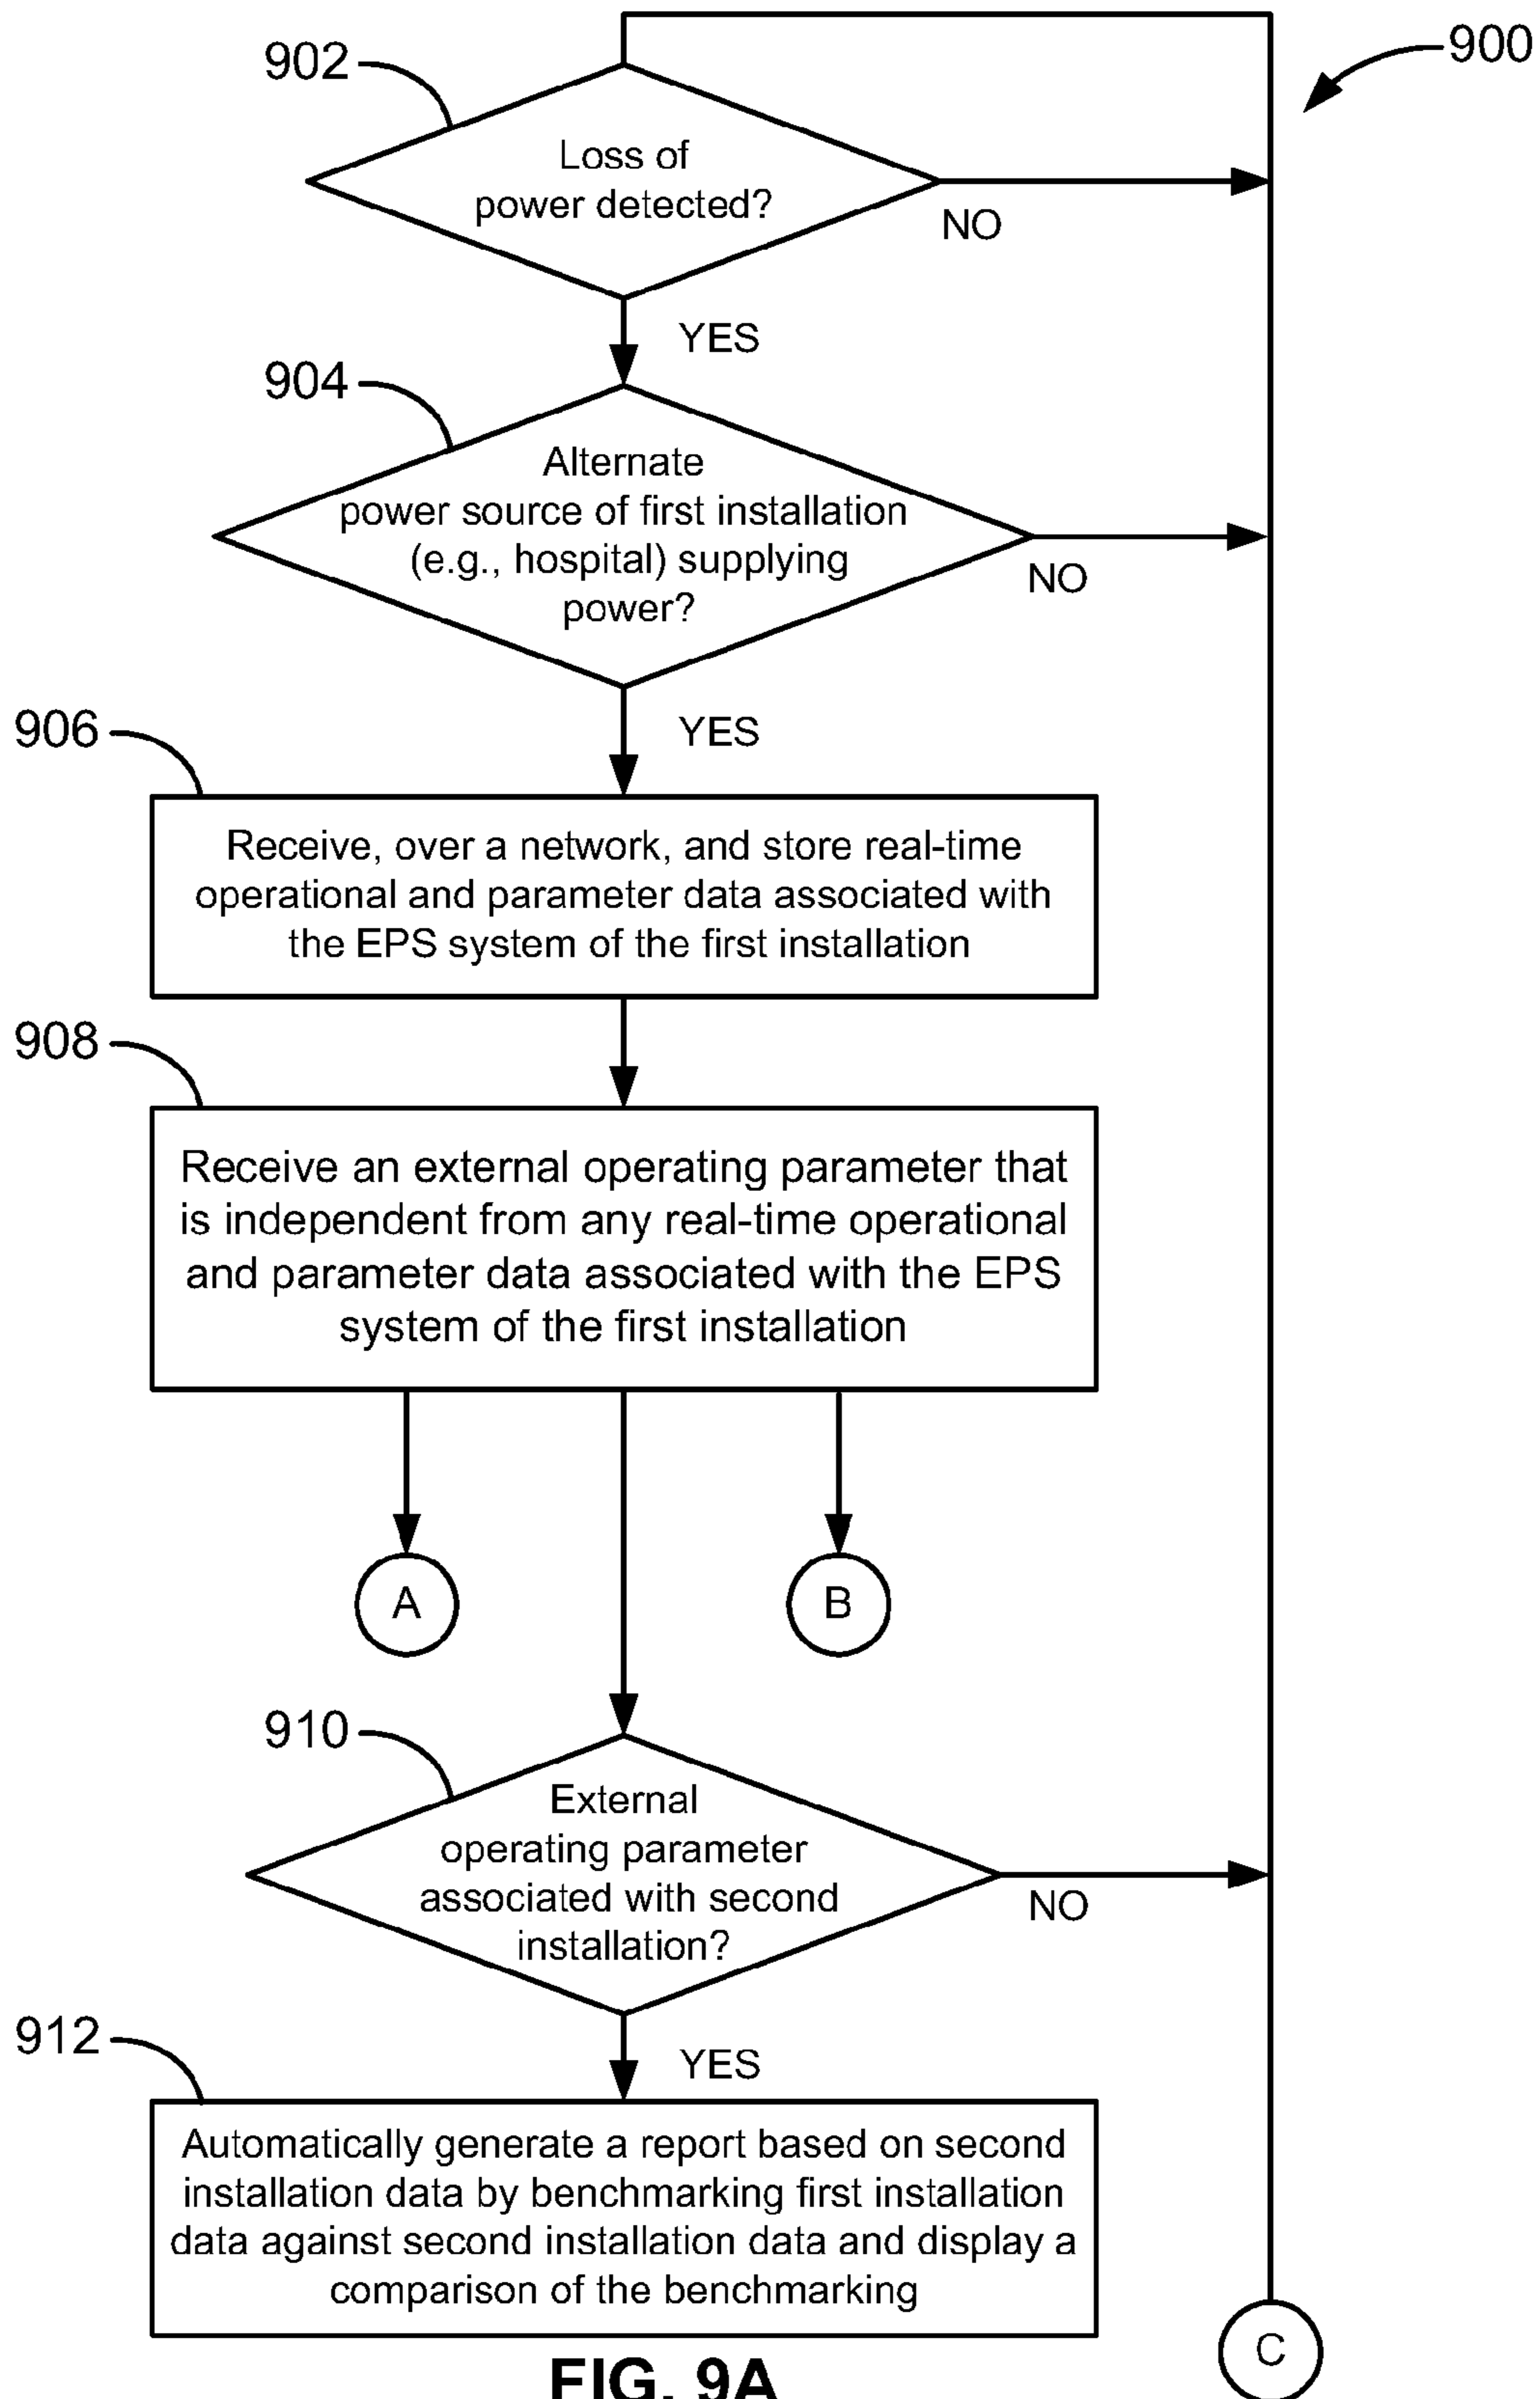 900
902
Loss of
power detected?
NO
YES
904
Alternate
power source of first installation
(e.g., hospital) supplying
power?
NO
YES
906
Receive, over a network, and store real-time
operational and parameter data associated with
the EPS system of the first installation
908
Receive an external operating parameter that
is independent from any real-time operational
and parameter data associated with the EPS
system of the first installation
A
B
910
External
operating parameter
associated with second
installation?
NO
YES
912
Automatically generate a report based on second
installation data by benchmarking first installation
data against second installation data and display a
comparison of the benchmarking
C
FIG. 9A